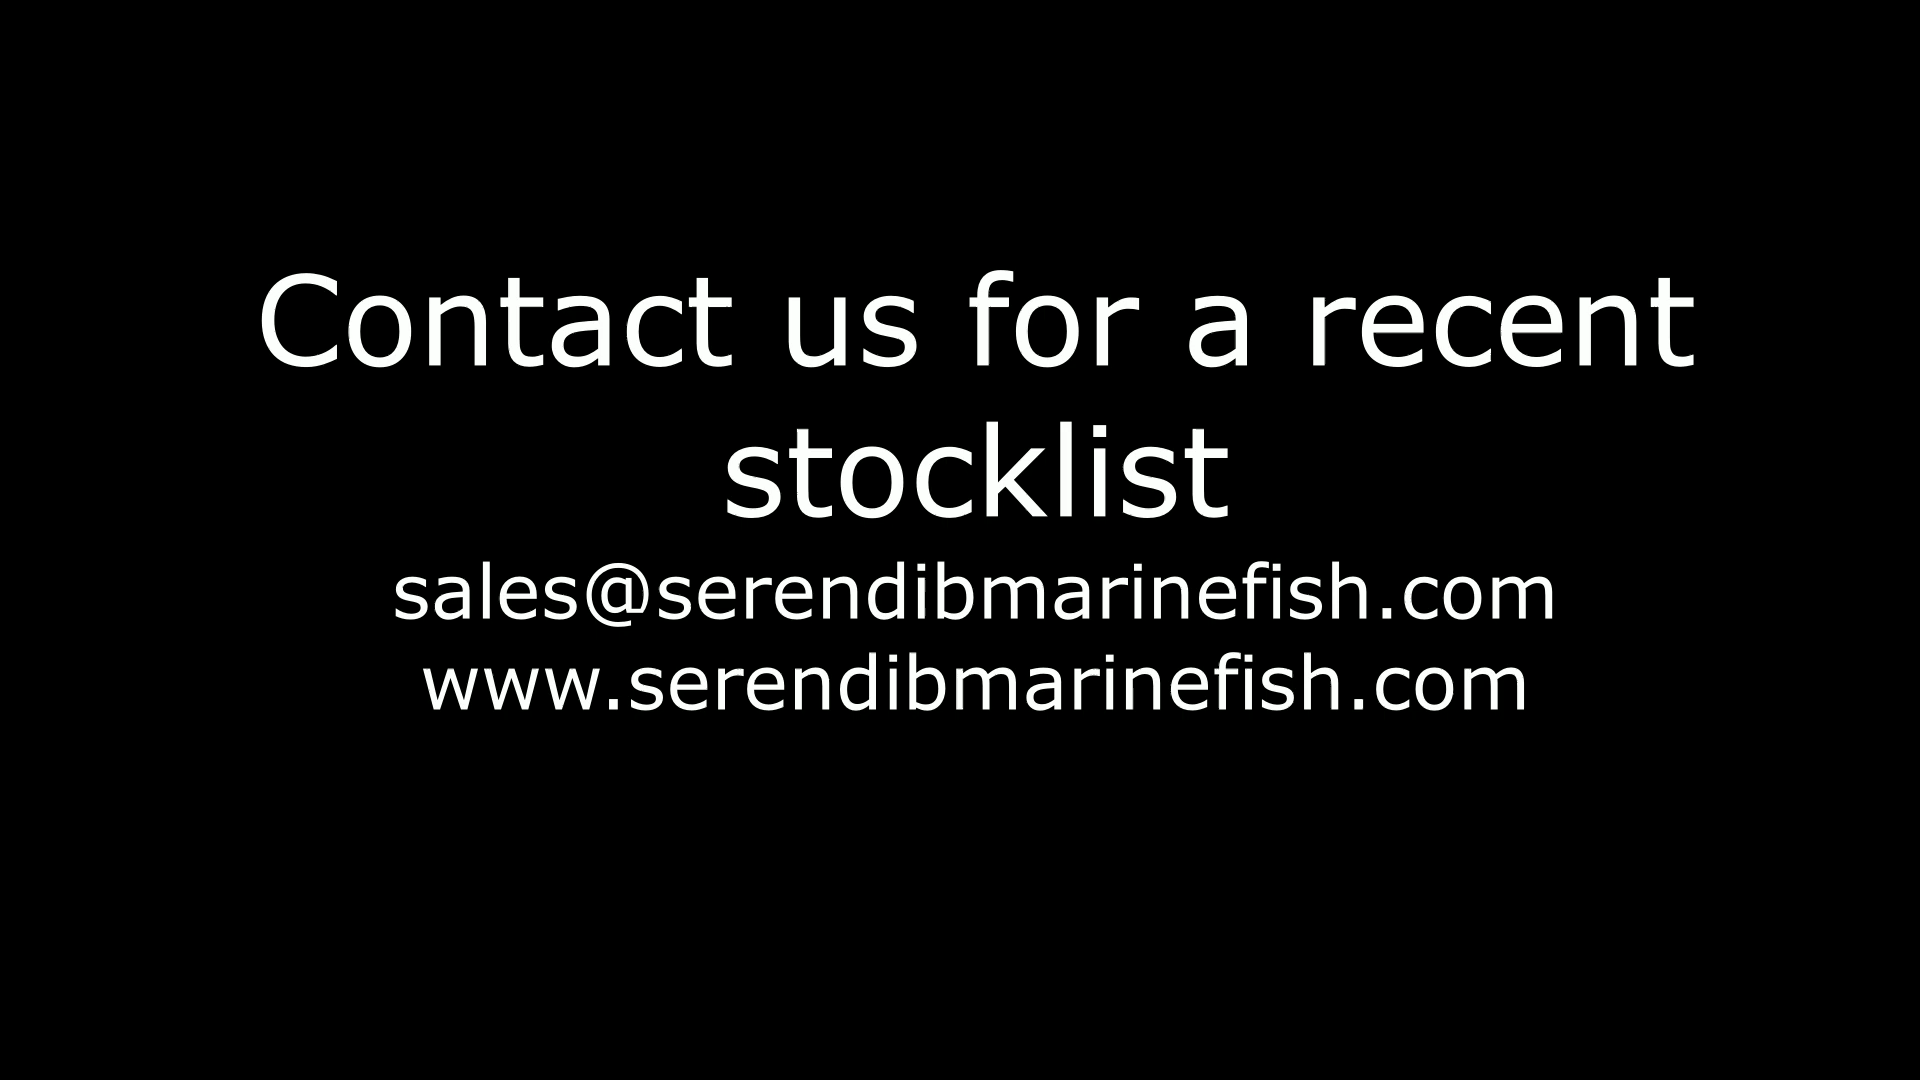 Contact us for a recent
stocklist
sales@serendibmarinefish.com
www.serendibmarinefish.com